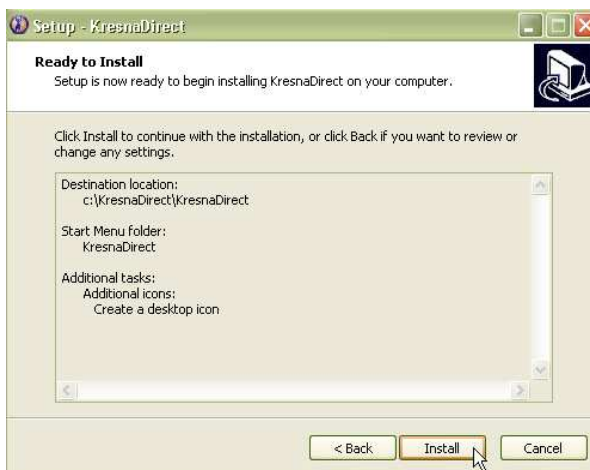 Setup - KresnaDirect
Ready to Install
Setup is now ready to begin installing KresnaDirect on your computer.
Click Install to continue with the installation, or click Back if you want to review or
change any settings.
Destination location:
c:\KresnaDirect\KresnaDirect
Start Menu folder:
KresnaDirect
Additional tasks:
Additional icons:
Create a desktop icon
< Back
Install
Cancel